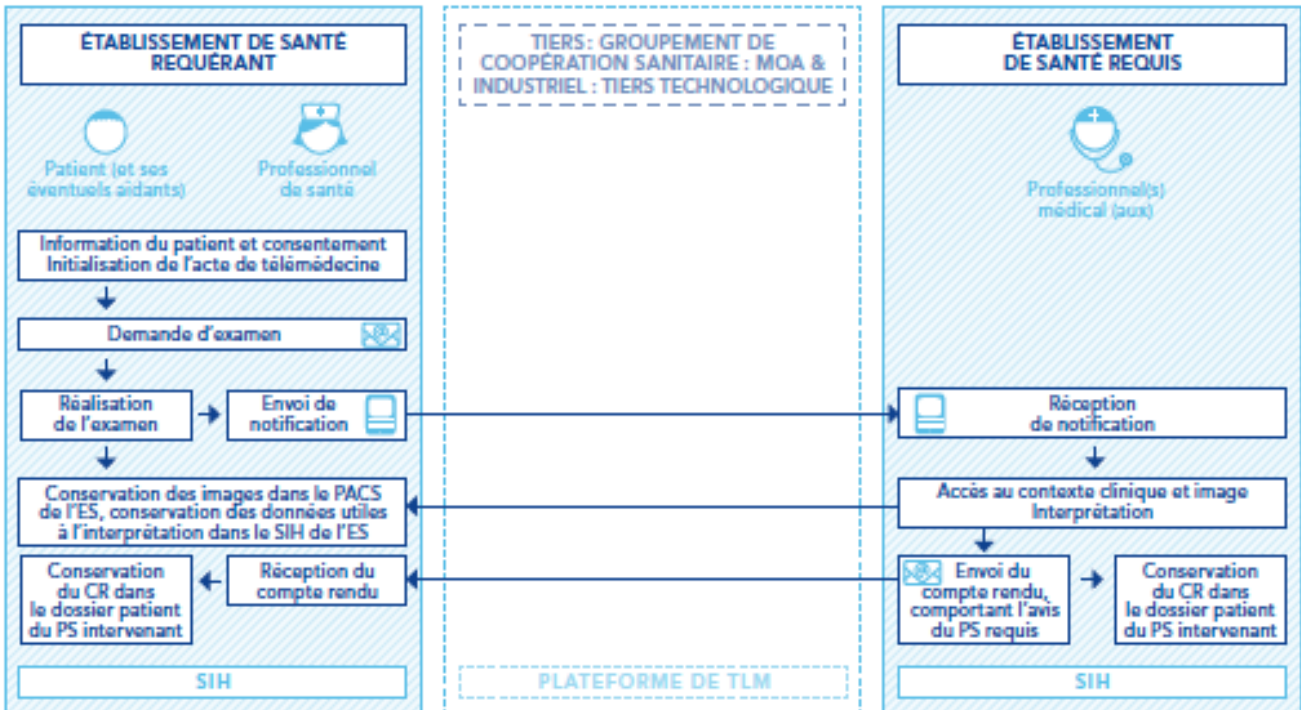 ÉTABLISSEMENT DE SANTÉ
REQUÉRANT
Patient (et ses
éventuels aidants)
Professionnel
de santé
Information du patient et consentement
Initialisation de l'acte de télémédecine
Demande d'examen
Réalisation
de l'examen
Envoi de
notification
Conservation des images dans le PACS
de l'ES, conservation des données utiles
à l'interprétation dans le SIH de l'ES
Conservation
du CR dans
le dossier patient
du PS intervenant
Réception du
compte rendu
SIH
TIERS : GROUPEMENT DE
COOPÉRATION SANITAIRE : MOA &
INDUSTRIEL : TIERS TECHNOLOGIQUE
PLATEFORME DE TLM
ÉTABLISSEMENT
DE SANTÉ REQUIS
Professionnel(s)
médical (aux)
Réception
de notification
Accès au contexte clinique et image
Interprétation
Envoi du
compte rendu,
comportant l'avis
du PS requis
Conservation
du CR dans
le dossier patient
du PS intervenant
SIH